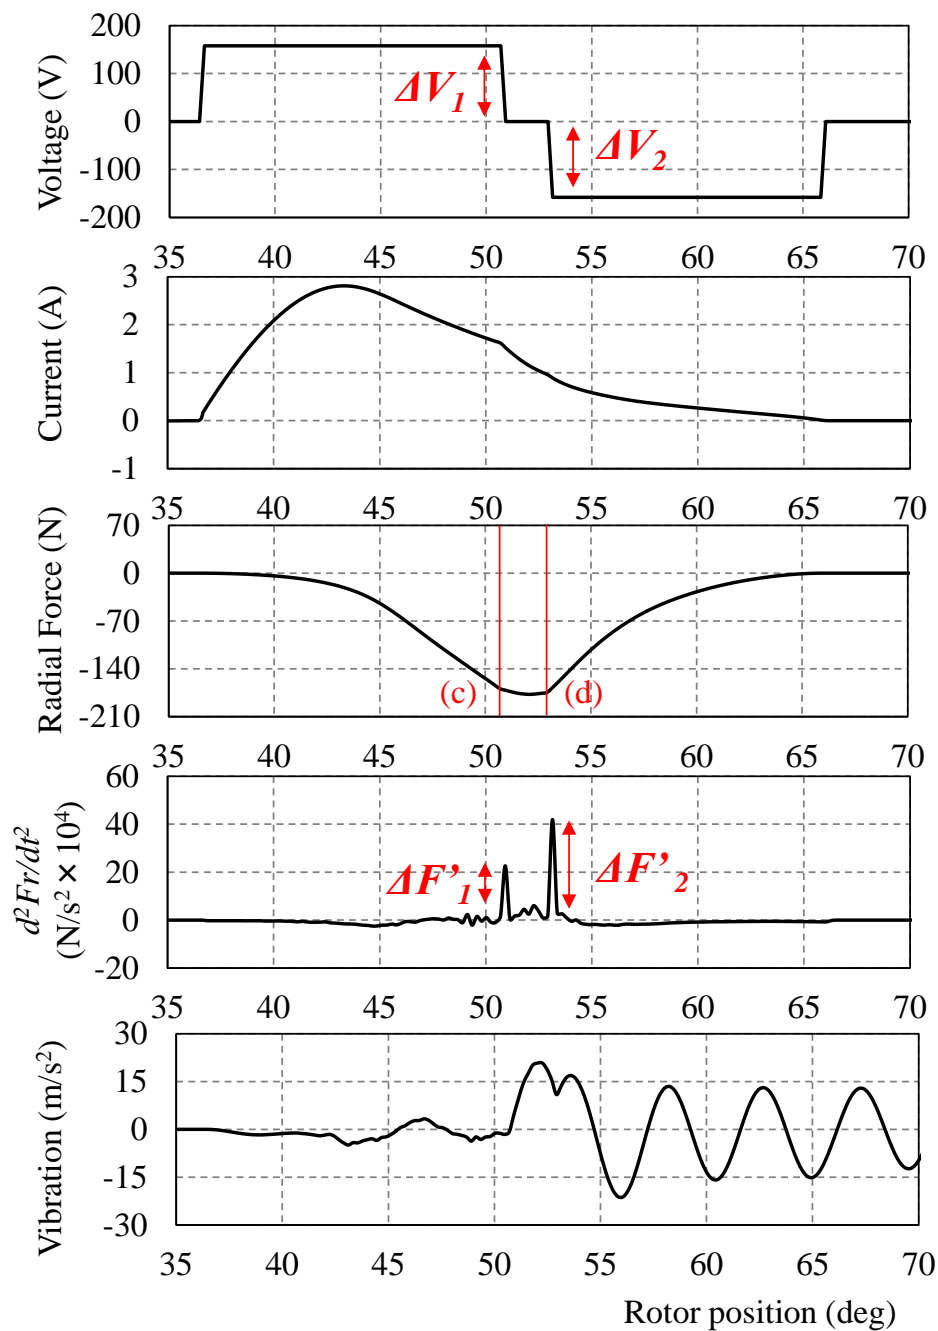 Voltage (V)
200
100
0
-100
-200
ΔV1
ΔV2
35 40 45 50 55 60 65 70
Current (A)
3
2
1
0
-1
35 40 45 50 55 60 65 70
Radial Force (N)
70
0
-70
-140
-210
(c)
(d)
35 40 45 50 55 60 65 70
d²Fr/dt²
(N/s² × 10⁴)
60
40
20
0
-20
ΔF’1
ΔF’2
35 40 45 50 55 60 65 70
Vibration (m/s²)
30
15
0
-15
-30
35 40 45 50 55 60 65 70
Rotor position (deg)